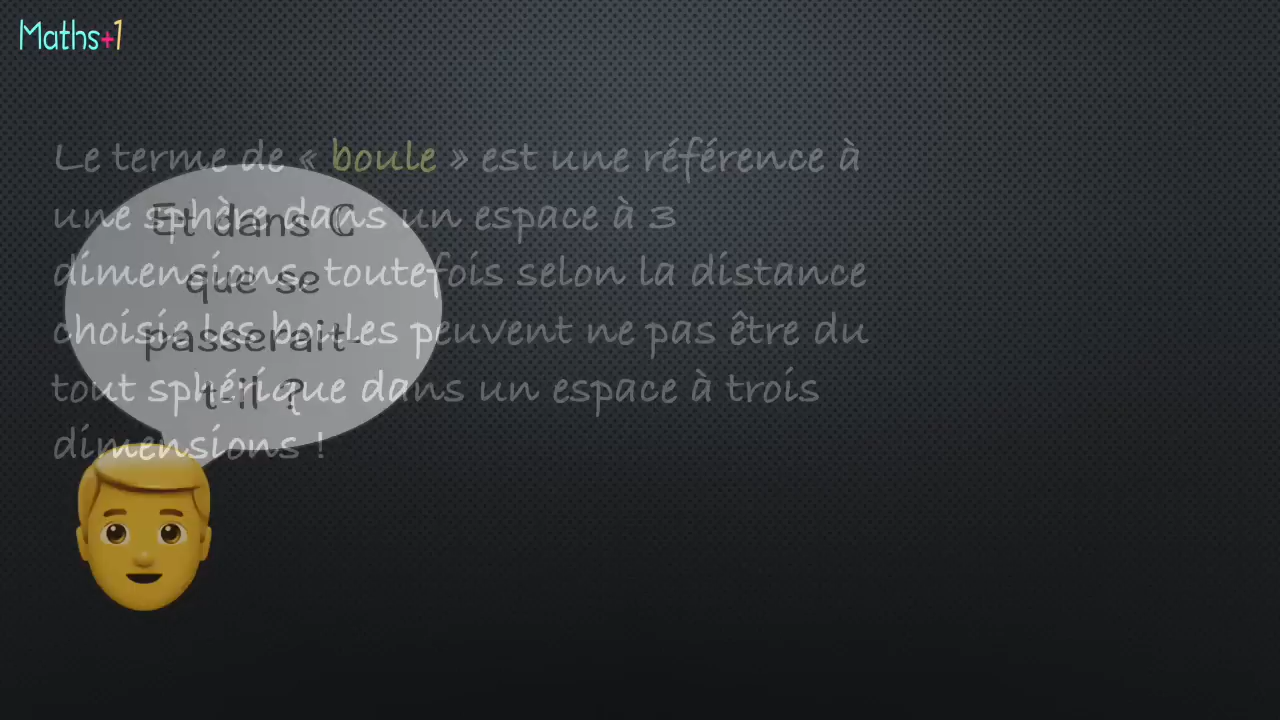 Maths+1
Le terme de « boule » est une référence à
une sphère dans un espace à 3
dimensions, toutefois selon la distance
choisie les boules peuvent ne pas être du
tout sphérique dans un espace à trois
dimensions !
Et dans ℂ
que se
passerait-
t-il ?